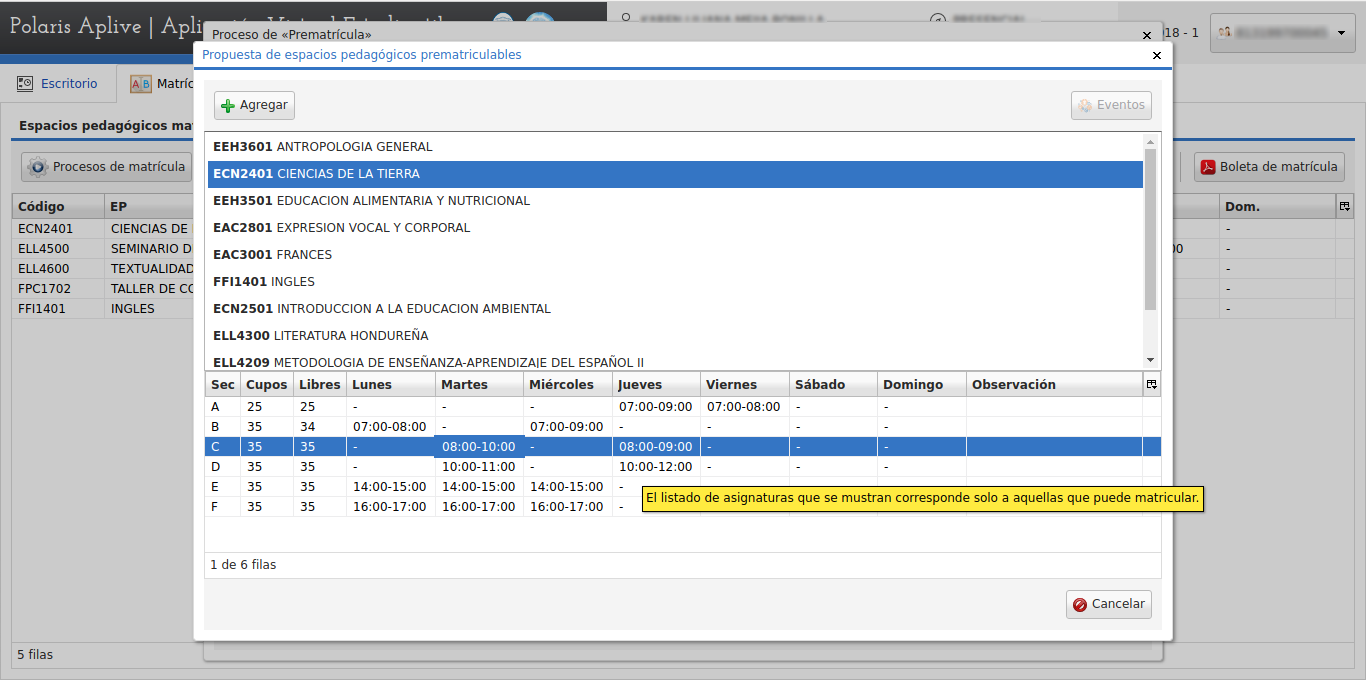 Polaris Aplive | Apli
18 - 1
Proceso de «Prematrícula»
Propuesta de espacios pedagógicos prematriculables
Escritorio
Matríc
Agregar
Eventos
Espacios pedagógicos ma
Procesos de matrícula
Boleta de matrícula
Código EP Dom.
ECN2401 CIENCIAS DE -
ELL4500 SEMINARIO D 00 -
ELL4600 TEXTUALIDAD -
FPC1702 TALLER DE CO -
FFI1401 INGLES -
EEH3601 ANTROPOLOGIA GENERAL
ECN2401 CIENCIAS DE LA TIERRA
EEH3501 EDUCACION ALIMENTARIA Y NUTRICIONAL
EAC2801 EXPRESION VOCAL Y CORPORAL
EAC3001 FRANCES
FFI1401 INGLES
ECN2501 INTRODUCCION A LA EDUCACION AMBIENTAL
ELL4300 LITERATURA HONDUREÑA
ELL4209 METODOLOGIA DE ENSEÑANZA-APRENDIZAJE DEL ESPAÑOL II
Sec Cupos Libres Lunes Martes Miércoles Jueves Viernes Sábado Domingo Observación
A 25 25 - - - 07:00-09:00 07:00-08:00 - -
B 35 34 07:00-08:00 - 07:00-09:00 - - - -
C 35 35 - 08:00-10:00 - 08:00-09:00 - - -
D 35 35 - 10:00-11:00 - 10:00-12:00 - - -
E 35 35 14:00-15:00 14:00-15:00 14:00-15:00 -
F 35 35 16:00-17:00 16:00-17:00 16:00-17:00 -
El listado de asignaturas que se mustran corresponde solo a aquellas que puede matricular.
1 de 6 filas
Cancelar
5 filas